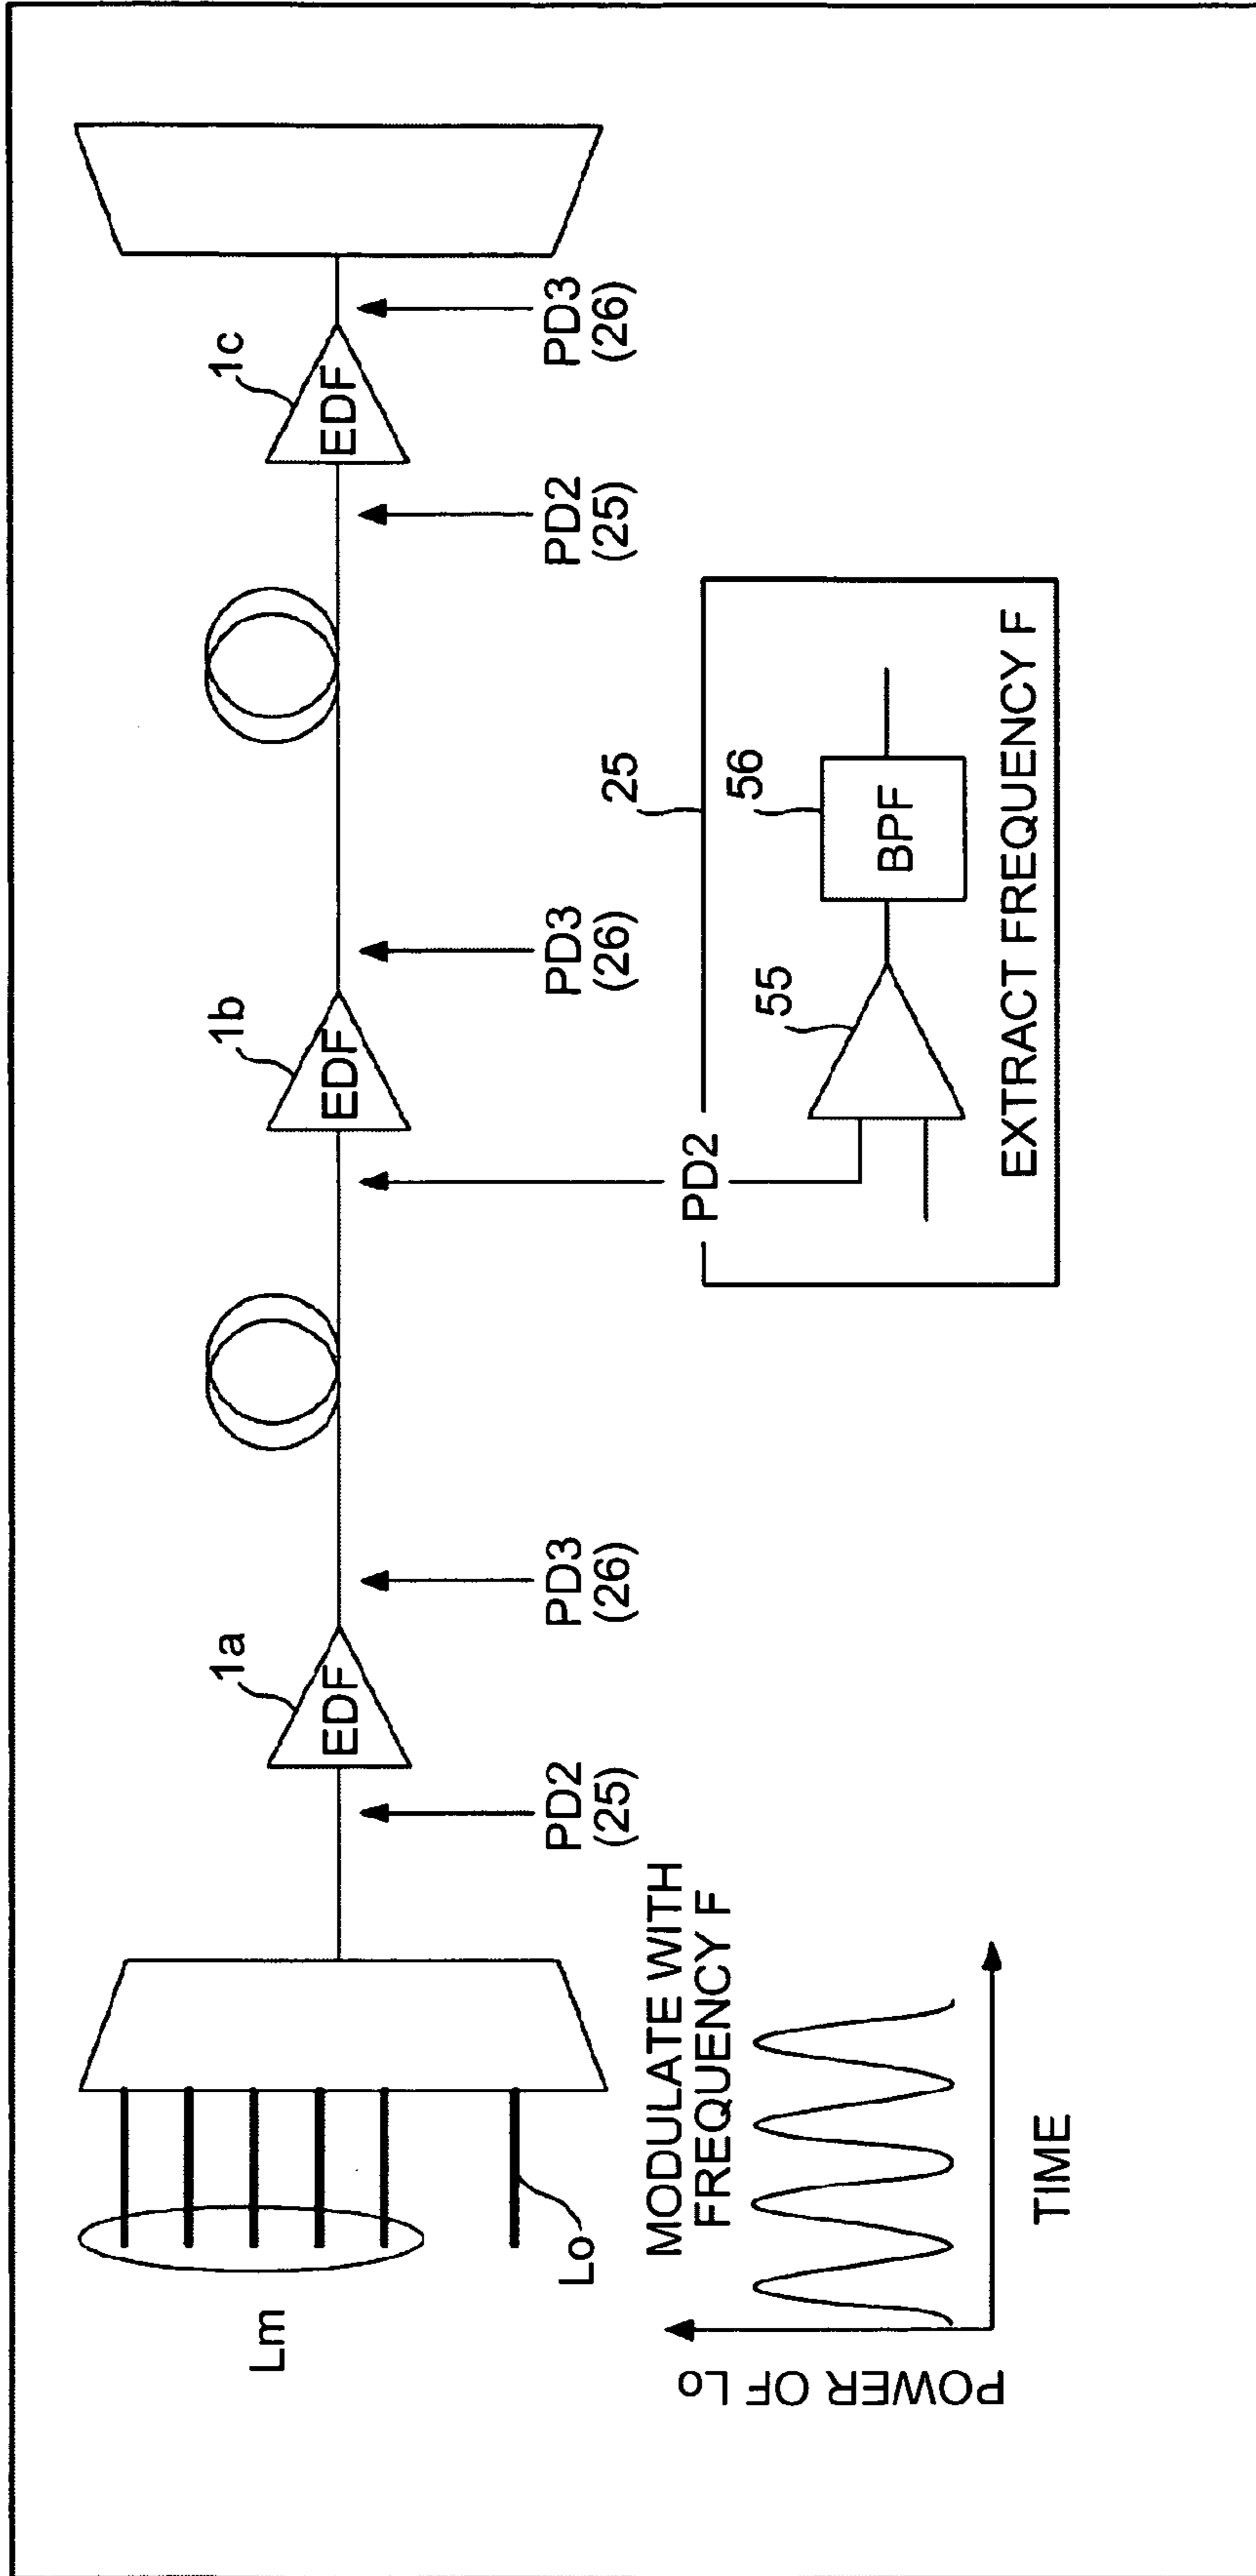 Lm
Lo
1a
EDF
PD2
(25)
PD3
(26)
1b
EDF
PD2
PD3
(26)
1c
EDF
PD2
(25)
PD3
(26)
MODULATE WITH
FREQUENCY F
POWER OF Lo
TIME
25
55
56
BPF
EXTRACT FREQUENCY F